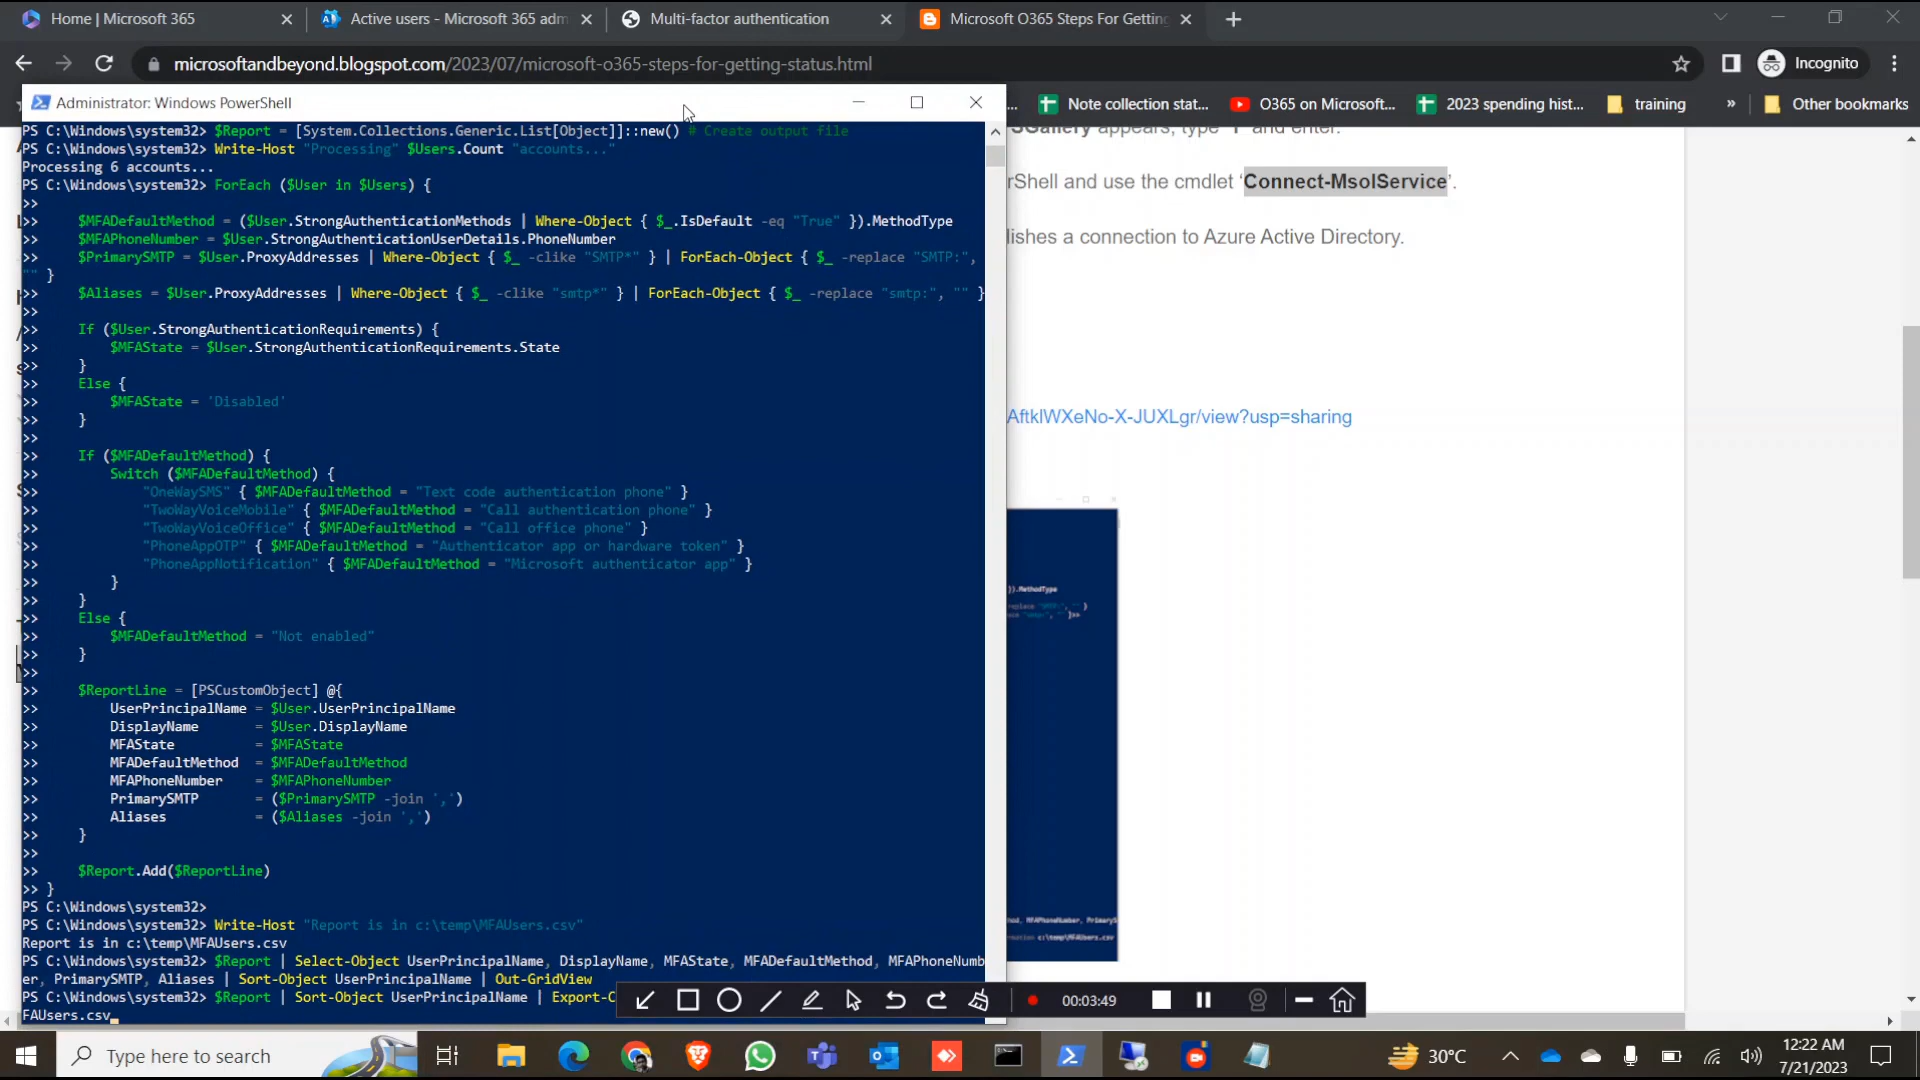 Home | Microsoft 365
Active users - Microsoft 365 adm
Multi-factor authentication
Microsoft O365 Steps For Getting
microsoftandbeyond.blogspot.com/2023/07/microsoft-o365-steps-for-getting-status.html
Incognito
Note collection stat...
O365 on Microsoft...
2023 spending hist...
training
»
Other bookmarks
Administrator: Windows PowerShell
PS C:\Windows\system32> $Report = [System.Collections.Generic.List[Object]]::new() # Create output file
PS C:\Windows\system32> Write-Host "Processing" $Users.Count "accounts..."
Processing 6 accounts...
PS C:\Windows\system32> ForEach ($User in $Users) {
>>
>> $MFADefaultMethod = ($User.StrongAuthenticationMethods | Where-Object { $_.IsDefault -eq "True" }).MethodType
>> $MFAPhoneNumber = $User.StrongAuthenticationUserDetails.PhoneNumber
>> $PrimarySMTP = $User.ProxyAddresses | Where-Object { $_ -clike "SMTP*" } | ForEach-Object { $_ -replace "SMTP:",
"" }
>> $Aliases = $User.ProxyAddresses | Where-Object { $_ -clike "smtp*" } | ForEach-Object { $_ -replace "smtp:", "" }
>>
>> If ($User.StrongAuthenticationRequirements) {
>> $MFAState = $User.StrongAuthenticationRequirements.State
>> }
>> Else {
>> $MFAState = 'Disabled'
>> }
>>
>> If ($MFADefaultMethod) {
>> Switch ($MFADefaultMethod) {
>> "OneWaySMS" { $MFADefaultMethod = "Text code authentication phone" }
>> "TwoWayVoiceMobile" { $MFADefaultMethod = "Call authentication phone" }
>> "TwoWayVoiceOffice" { $MFADefaultMethod = "Call office phone" }
>> "PhoneAppOTP" { $MFADefaultMethod = "Authenticator app or hardware token" }
>> "PhoneAppNotification" { $MFADefaultMethod = "Microsoft authenticator app" }
>> }
>> }
>> Else {
>> $MFADefaultMethod = "Not enabled"
>> }
>>
>> $ReportLine = [PSCustomObject] @{
>> UserPrincipalName = $User.UserPrincipalName
>> DisplayName = $User.DisplayName
>> MFAState = $MFAState
>> MFADefaultMethod = $MFADefaultMethod
>> MFAPhoneNumber = $MFAPhoneNumber
>> PrimarySMTP = ($PrimarySMTP -join ',')
>> Aliases = ($Aliases -join ',')
>> }
>>
>> $Report.Add($ReportLine)
>> }
PS C:\Windows\system32>
PS C:\Windows\system32> Write-Host "Report is in c:\temp\MFAUsers.csv"
Report is in c:\temp\MFAUsers.csv
PS C:\Windows\system32> $Report | Select-Object UserPrincipalName, DisplayName, MFAState, MFADefaultMethod, MFAPhoneNumb
er, PrimarySMTP, Aliases | Sort-Object UserPrincipalName | Out-GridView
PS C:\Windows\system32> $Report | Sort-Object UserPrincipalName | Export-C
FAUsers.csv
SGallery appears, type 'Y' and enter.
rShell and use the cmdlet ‘Connect-MsolService’.
lishes a connection to Azure Active Directory.
AftklWXeNo-X-JUXLgr/view?usp=sharing
}).MethodType
00:03:49
Type here to search
30°C
12:22 AM
7/21/2023